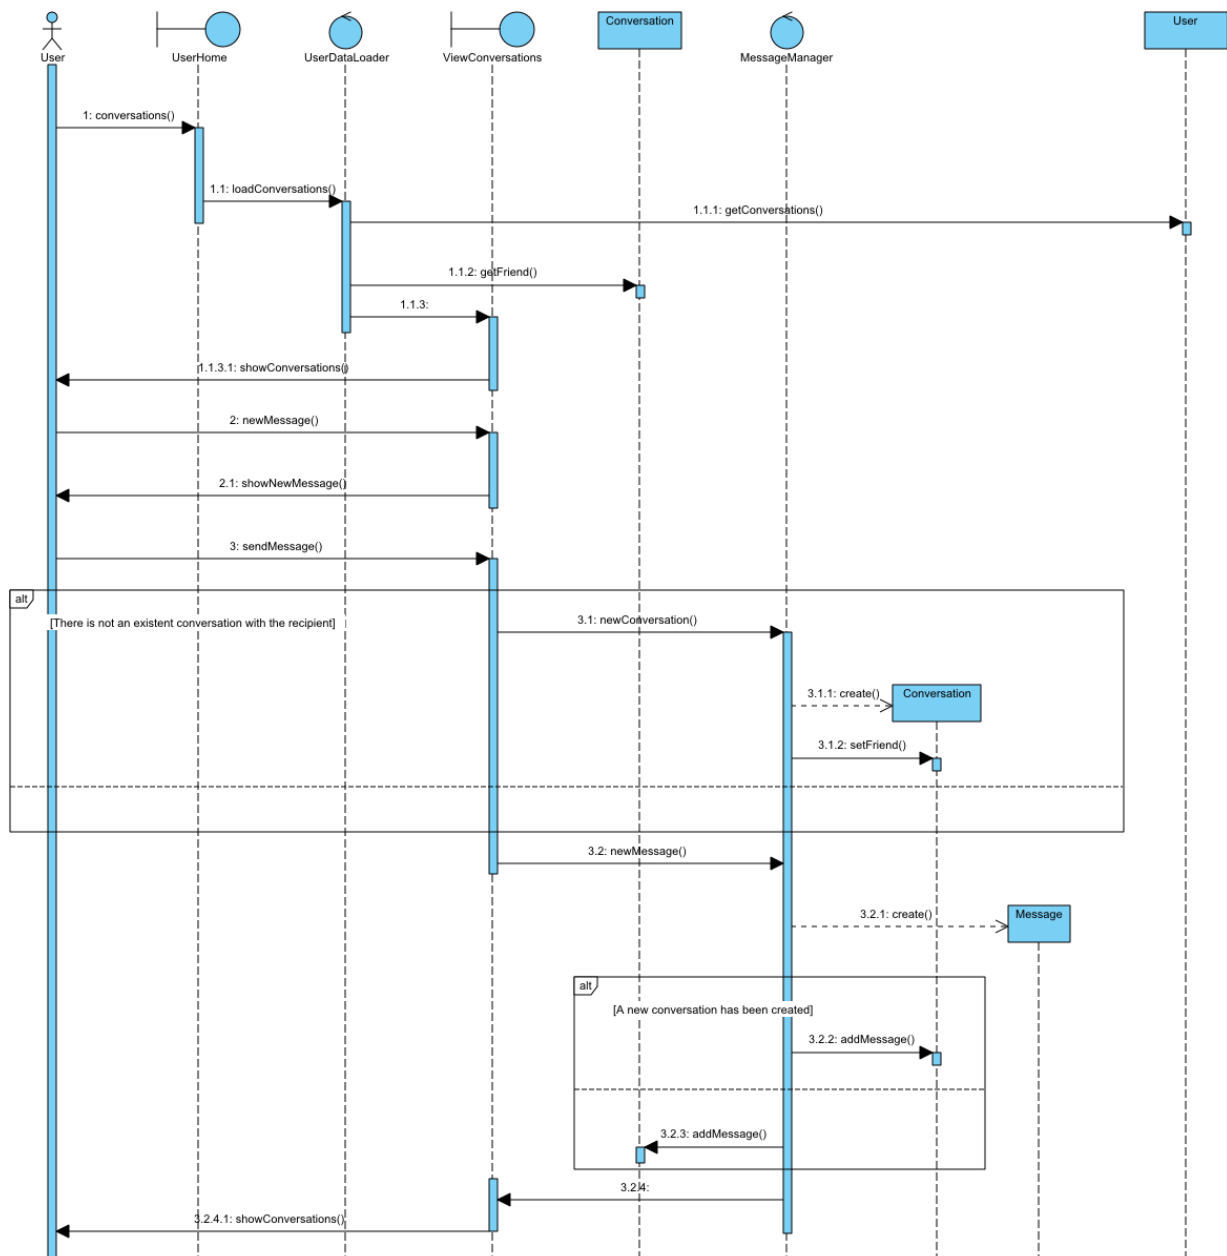 User
UserHome
UserDataLoader
ViewConversations
Conversation
MessageManager
User
1: conversations()
1.1: loadConversations()
1.1.1: getConversations()
1.1.2: getFriend()
1.1.3:
1.1.3.1: showConversations()
2: newMessage()
2.1: showNewMessage()
3: sendMessage()
alt
[There is not an existent conversation with the recipient]
3.1: newConversation()
3.1.1: create()
Conversation
3.1.2: setFriend()
3.2: newMessage()
3.2.1: create()
Message
alt
[A new conversation has been created]
3.2.2: addMessage()
3.2.3: addMessage()
3.2.4:
3.2.4.1: showConversations()